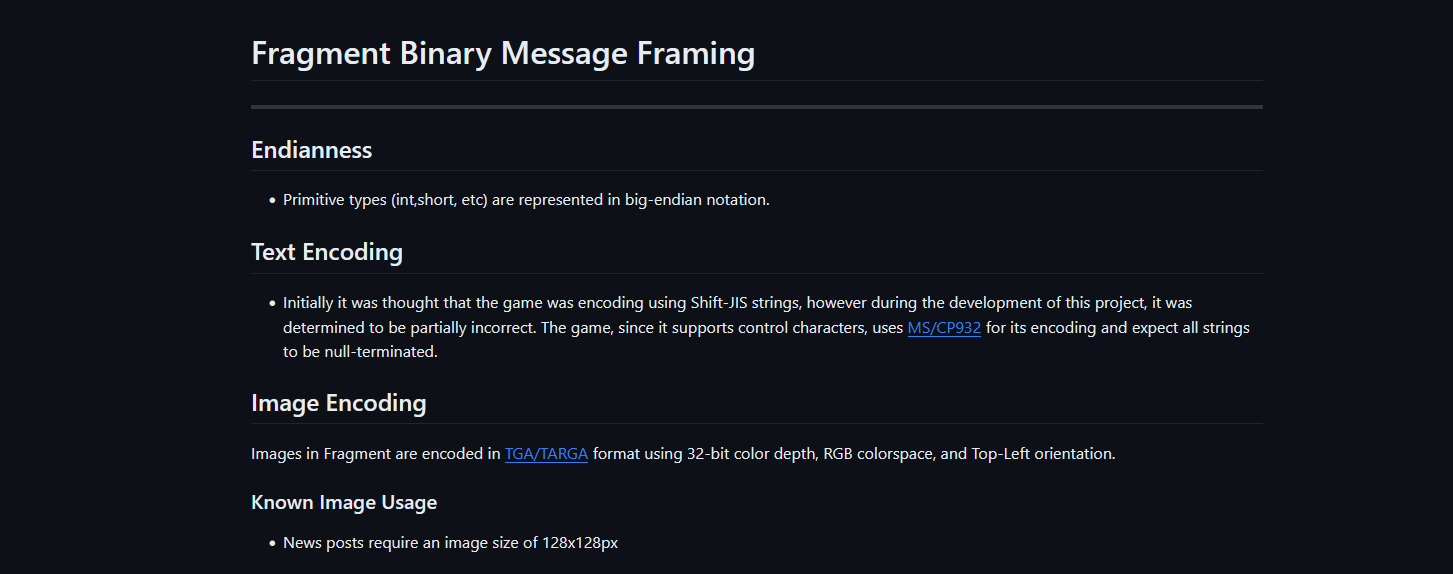 Fragment Binary Message Framing
Endianness
Primitive types (int,short, etc) are represented in big-endian notation.
Text Encoding
Initially it was thought that the game was encoding using Shift-JIS strings, however during the development of this project, it was
determined to be partially incorrect. The game, since it supports control characters, uses MS/CP932 for its encoding and expect all strings
to be null-terminated.
Image Encoding
Images in Fragment are encoded in TGA/TARGA format using 32-bit color depth, RGB colorspace, and Top-Left orientation.
Known Image Usage
News posts require an image size of 128x128px